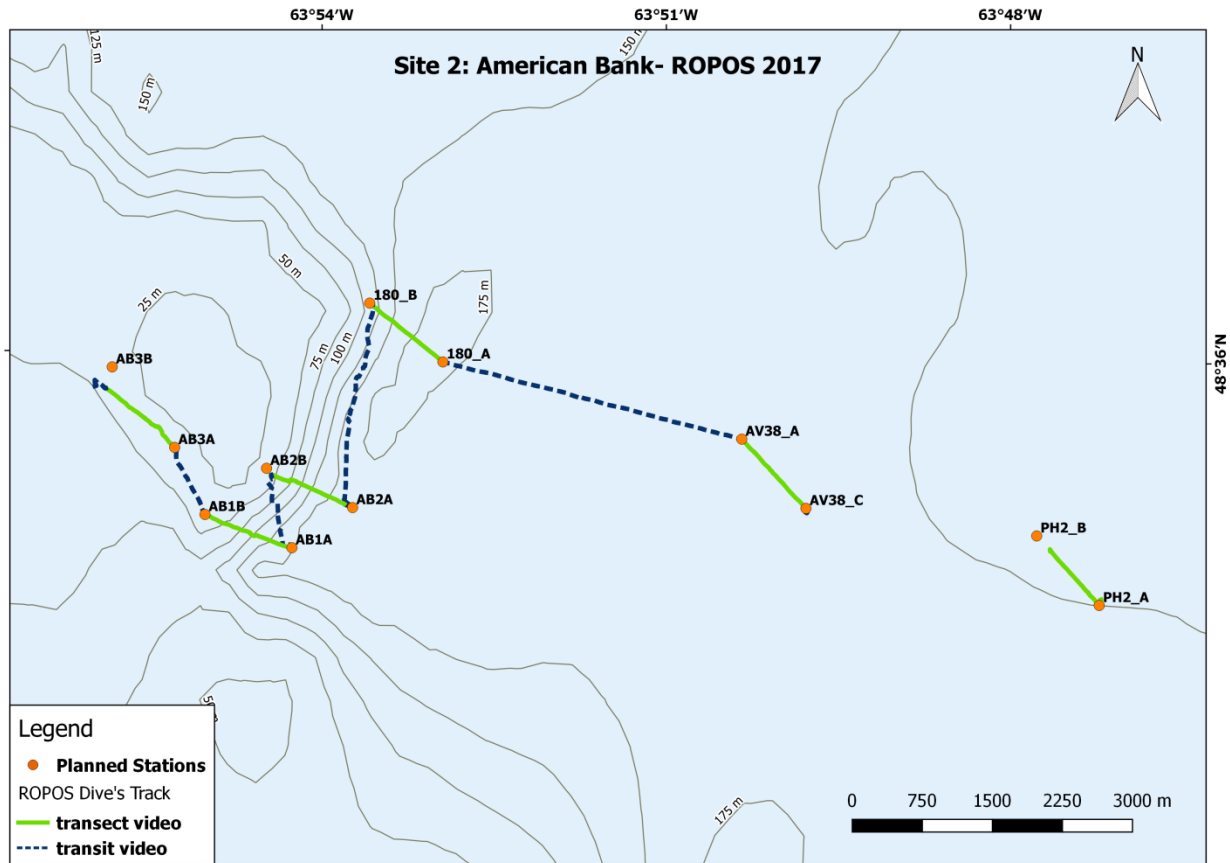 63°54′W
63°51′W
63°48′W
Site 2: American Bank- ROPOS 2017
N
125 m
150 m
150 m
50 m
25 m
75 m
100 m
175 m
180_B
180_A
48°36′N
AB3B
AB3A
AB2B
AB2A
AB1B
AB1A
AV38_A
AV38_C
PH2_B
PH2_A
175 m
Legend
Planned Stations
ROPOS Dive's Track
transect video
transit video
0 750 1500 2250 3000 m